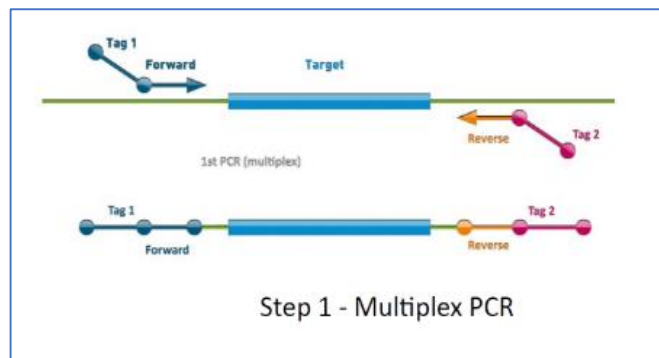 Tag 1
Forward
Target
Reverse
Tag 2
1st PCR (multiplex)
Tag 1
Tag 2
Forward
Reverse
Step 1 - Multiplex PCR